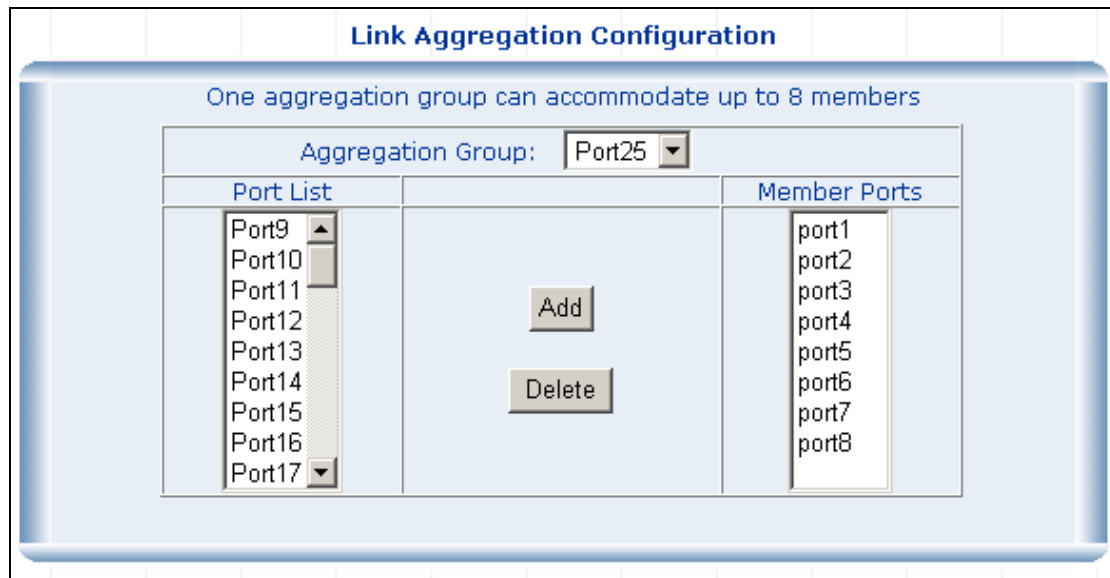 Link Aggregation Configuration
One aggregation group can accommodate up to 8 members
Aggregation Group: Port25
Port List Member Ports
Port9
Port10
Port11
Port12
Port13
Port14
Port15
Port16
Port17
Add
Delete
port1
port2
port3
port4
port5
port6
port7
port8